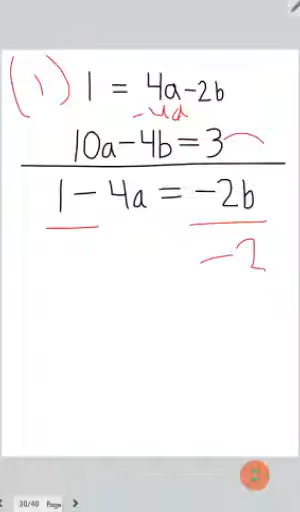 (1) 1 = 4a-2b
-4a
10a-4b=3
1-4a=-2b
-2
30/40 Page